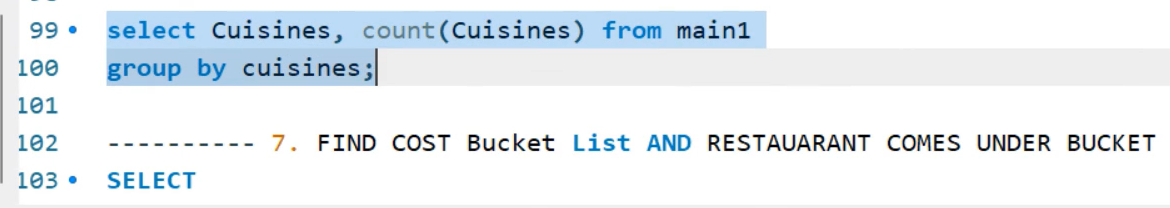 99 select Cuisines, count(Cuisines) from main1
100 group by cuisines;
101
102 ---------- 7. FIND COST Bucket List AND RESTAUARANT COMES UNDER BUCKET
103 SELECT